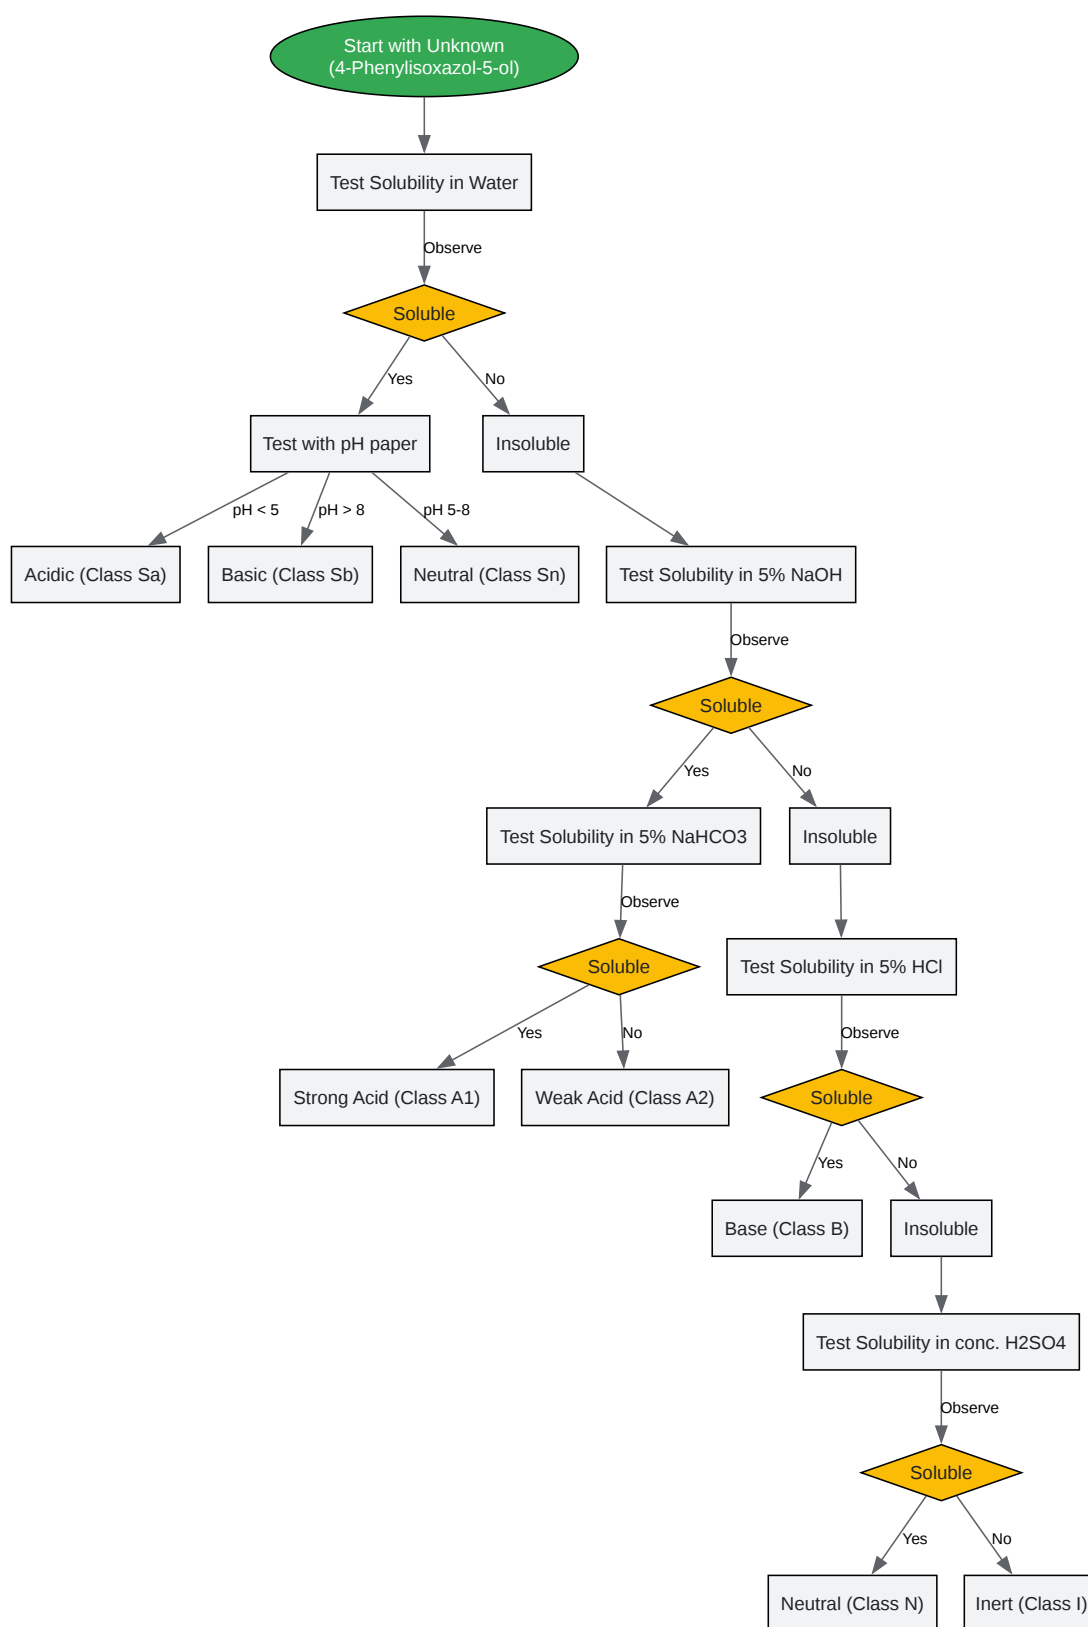 Start with Unknown
(4-Phenylisoxazol-5-ol)
Test Solubility in Water
Observe
Soluble
Yes
No
Test with pH paper
Insoluble
pH < 5
pH > 8
pH 5-8
Acidic (Class Sa)
Basic (Class Sb)
Neutral (Class Sn)
Test Solubility in 5% NaOH
Observe
Soluble
Yes
No
Test Solubility in 5% NaHCO3
Insoluble
Observe
Soluble
Test Solubility in 5% HCl
Yes
No
Observe
Strong Acid (Class A1)
Weak Acid (Class A2)
Soluble
Yes
No
Base (Class B)
Insoluble
Test Solubility in conc. H2SO4
Observe
Soluble
Yes
No
Neutral (Class N)
Inert (Class I)